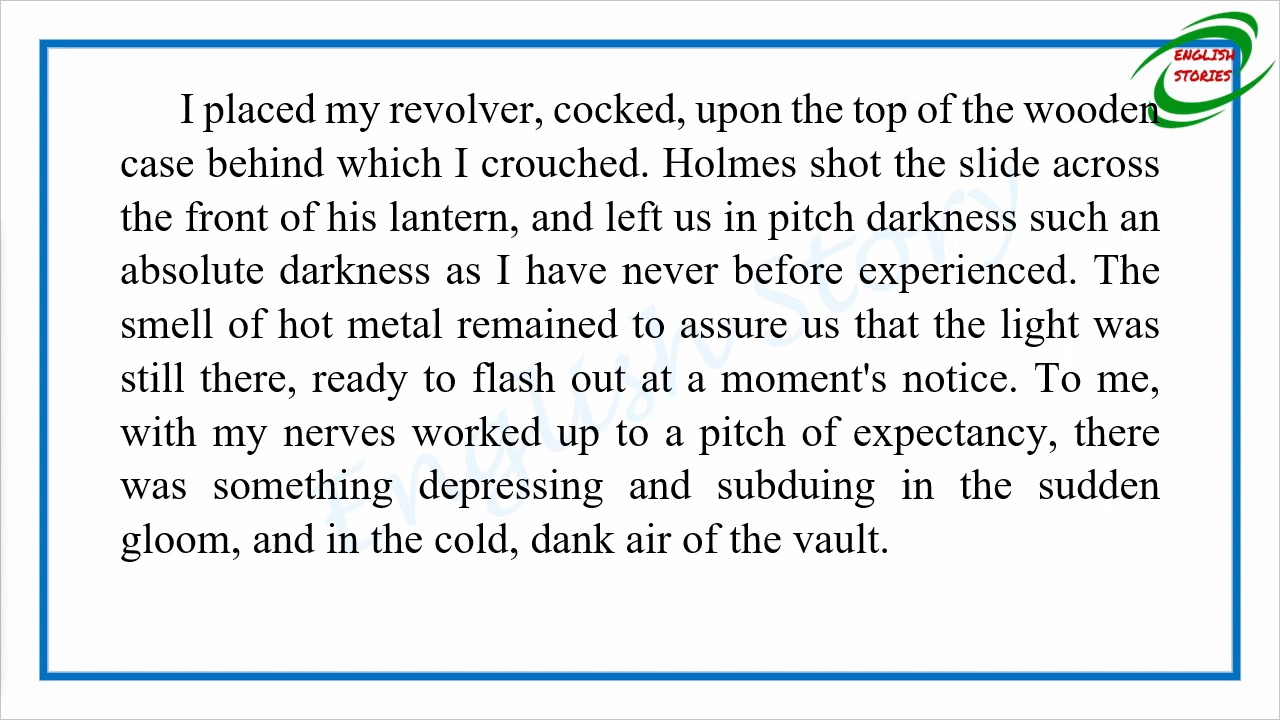 ENGLISH
STORIES
I placed my revolver, cocked, upon the top of the wooden
case behind which I crouched. Holmes shot the slide across
the front of his lantern, and left us in pitch darkness such an
absolute darkness as I have never before experienced. The
smell of hot metal remained to assure us that the light was
still there, ready to flash out at a moment's notice. To me,
with my nerves worked up to a pitch of expectancy, there
was something depressing and subduing in the sudden
gloom, and in the cold, dank air of the vault.
English Story